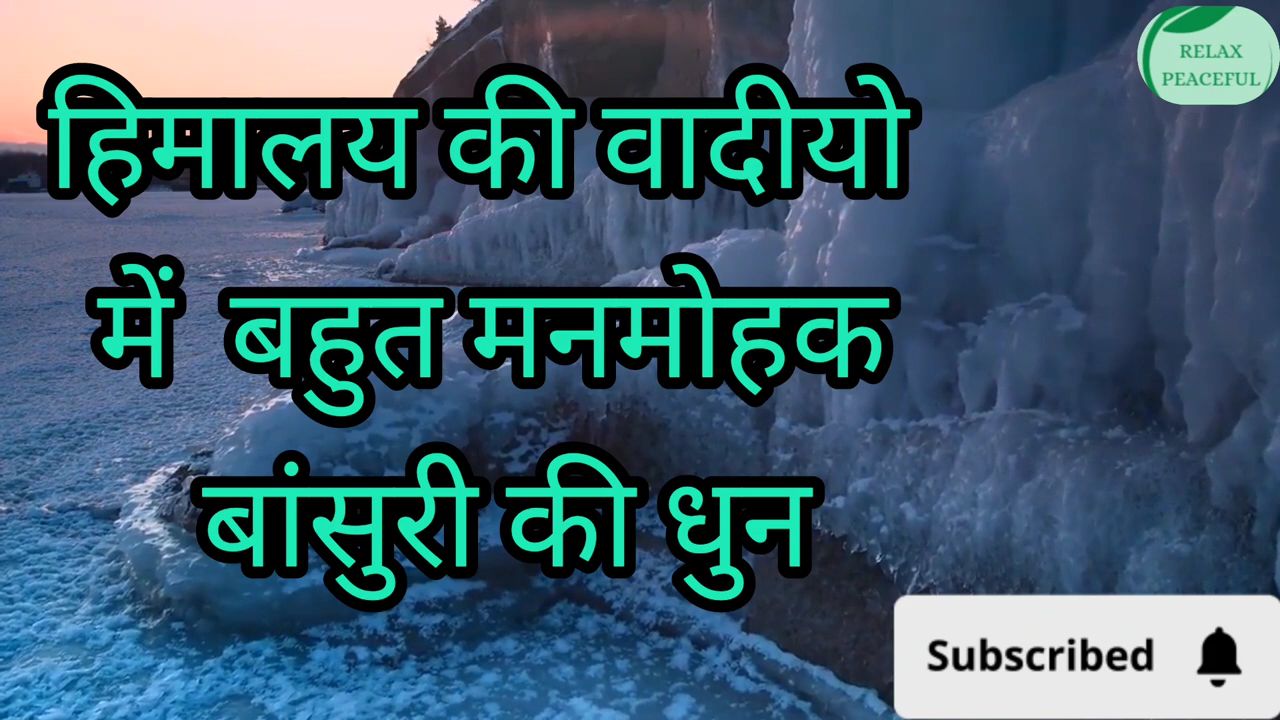 RELAX
PEACEFUL
हिमालय की वादीयो
में बहुत मनमोहक
बांसुरी की धुन
Subscribed